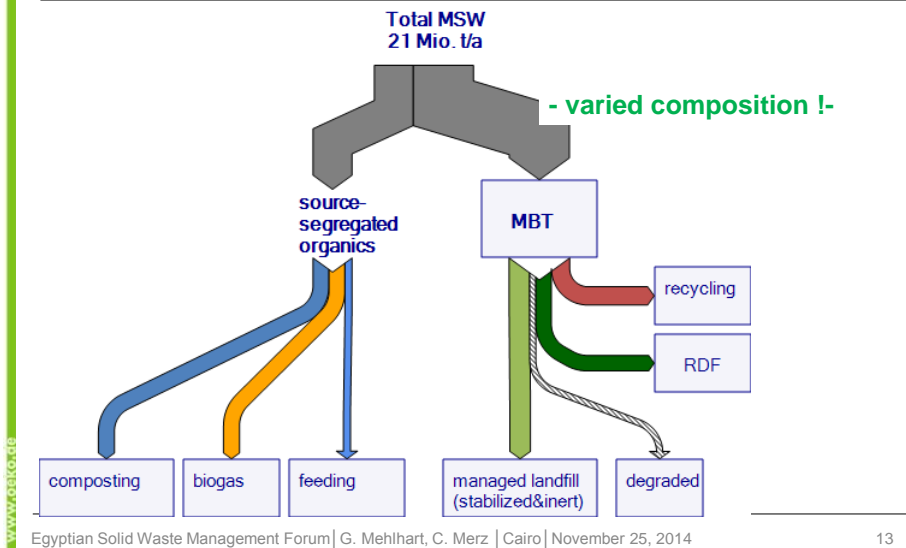 Total MSW
21 Mio. t/a
- varied composition !-
source-
segregated
organics
MBT
recycling
RDF
composting
biogas
feeding
managed landfill
(stabilized&inert)
degraded
www.oeko.de
Egyptian Solid Waste Management Forum│G. Mehlhart, C. Merz │Cairo│November 25, 2014
13